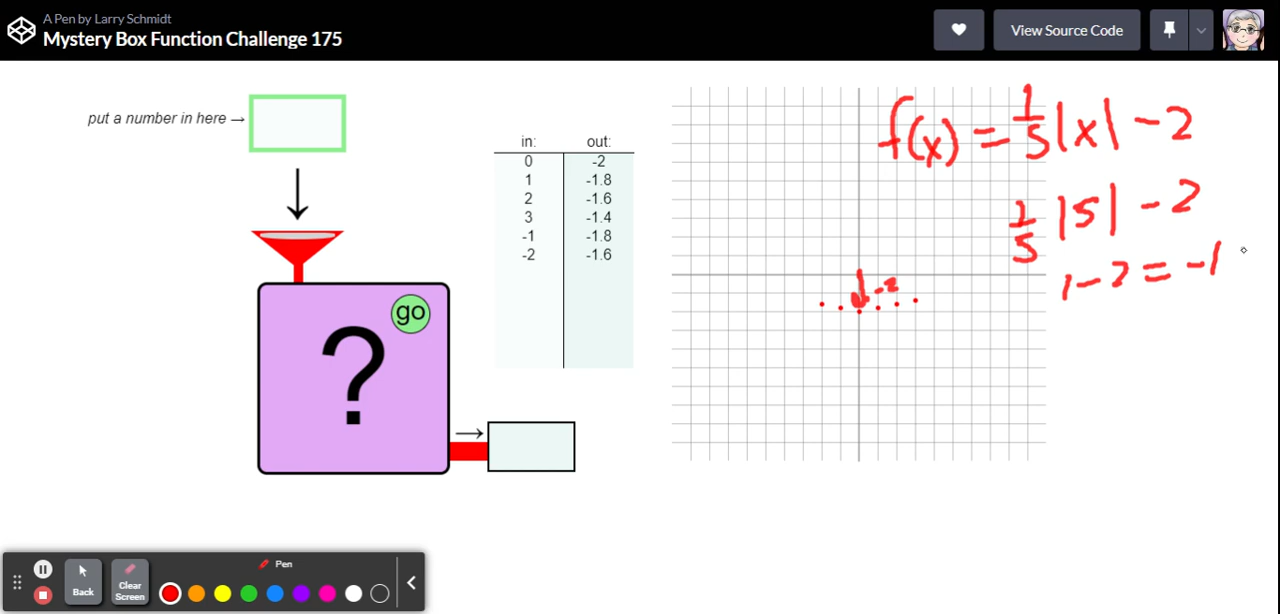 A Pen by Larry Schmidt
Mystery Box Function Challenge 175
View Source Code
put a number in here →
in: out:
0 -2
1 -1.8
2 -1.6
3 -1.4
-1 -1.8
-2 -1.6
go
?
f(x) = 1/5 |x| - 2
1/5 |5| - 2
1 - 2 = -1
-2
Pen
Back
Clear
Screen